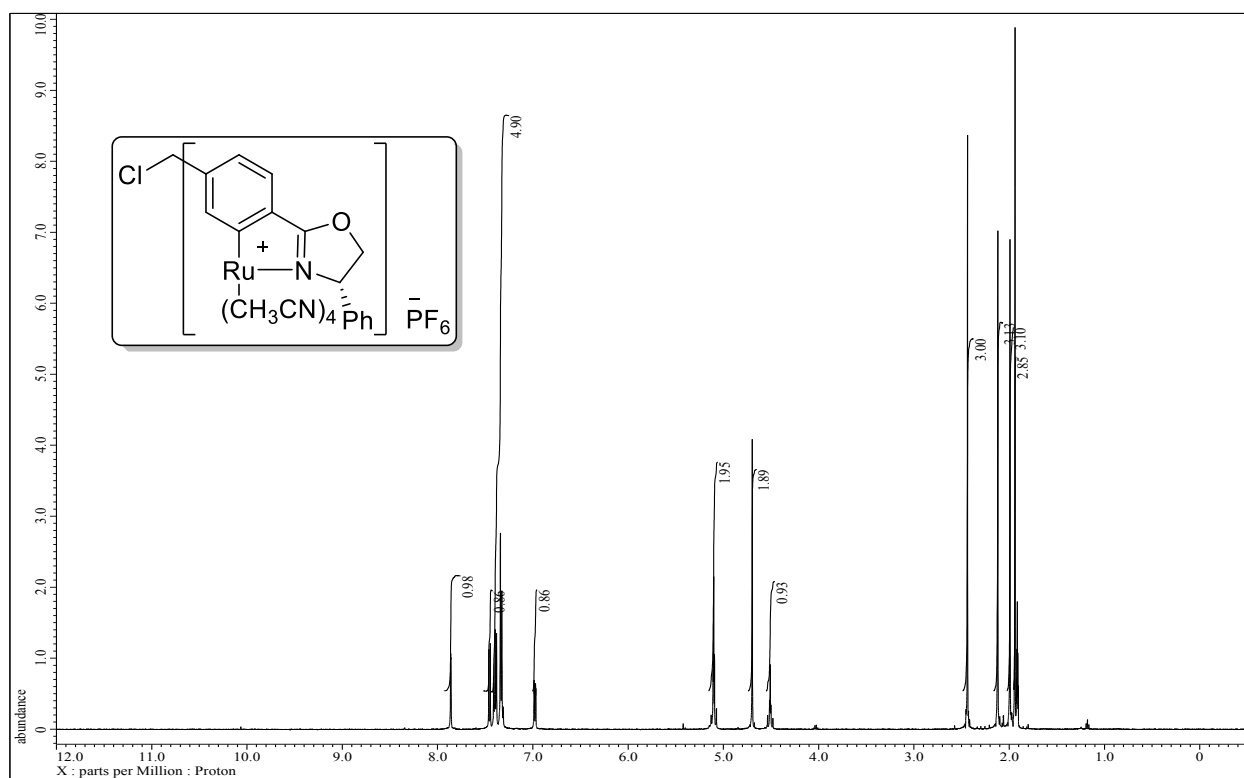 10.0
9.0
8.0
7.0
6.0
5.0
4.0
3.0
2.0
1.0
0
abundance
Cl
O
+
Ru
N
(CH3CN)4
Ph
−
PF6
4.90
0.98
0.86
0.86
1.95
1.89
0.93
3.00
3.13
3.10
2.85
12.0 11.0 10.0 9.0 8.0 7.0 6.0 5.0 4.0 3.0 2.0 1.0 0
X : parts per Million : Proton